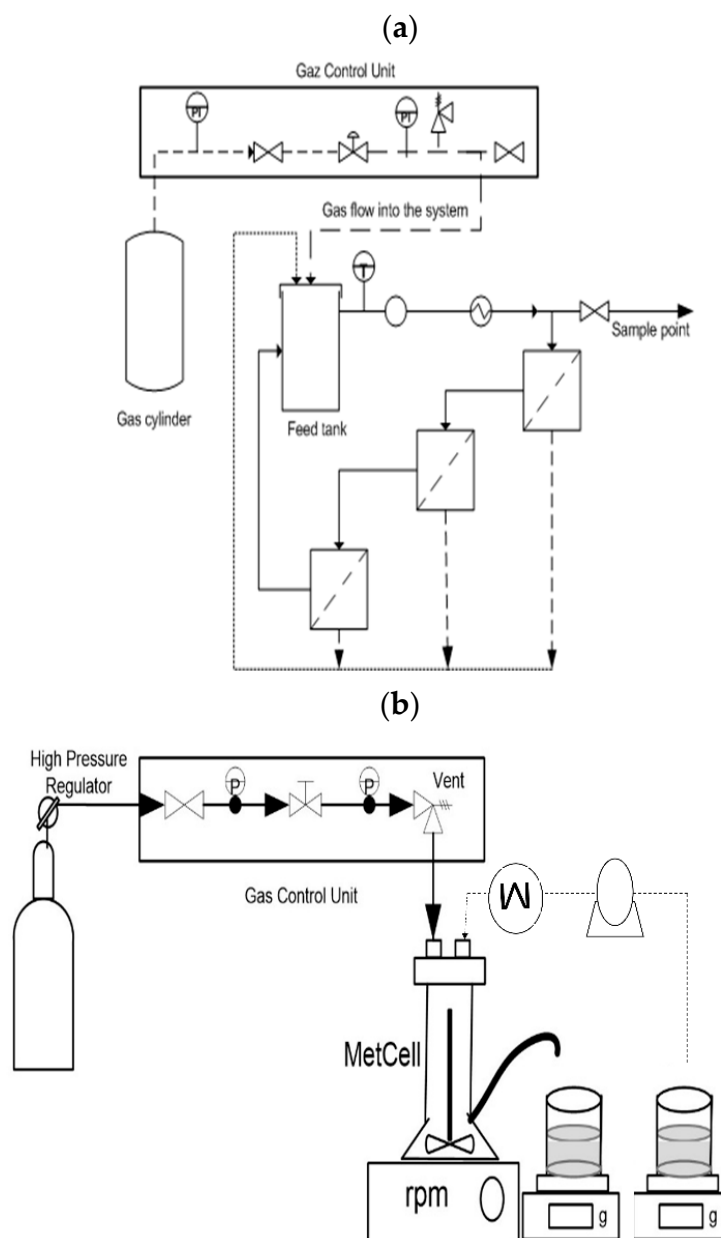 (a)
Gaz Control Unit
PI
PI
Gas flow into the system
T
Sample point
Gas cylinder
Feed tank
(b)
High Pressure
Regulator
P
P
Vent
Gas Control Unit
M
MetCell
rpm
g
g